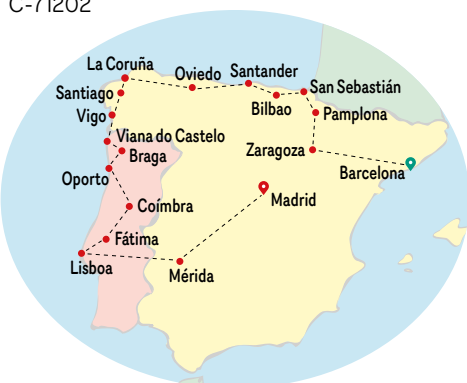 C-71202
La Coruña
Oviedo
Santander
San Sebastián
Santiago
Bilbao
Vigo
Pamplona
Viana do Castelo
Braga
Zaragoza
Barcelona
Oporto
Madrid
Coímbra
Fátima
Lisboa
Mérida